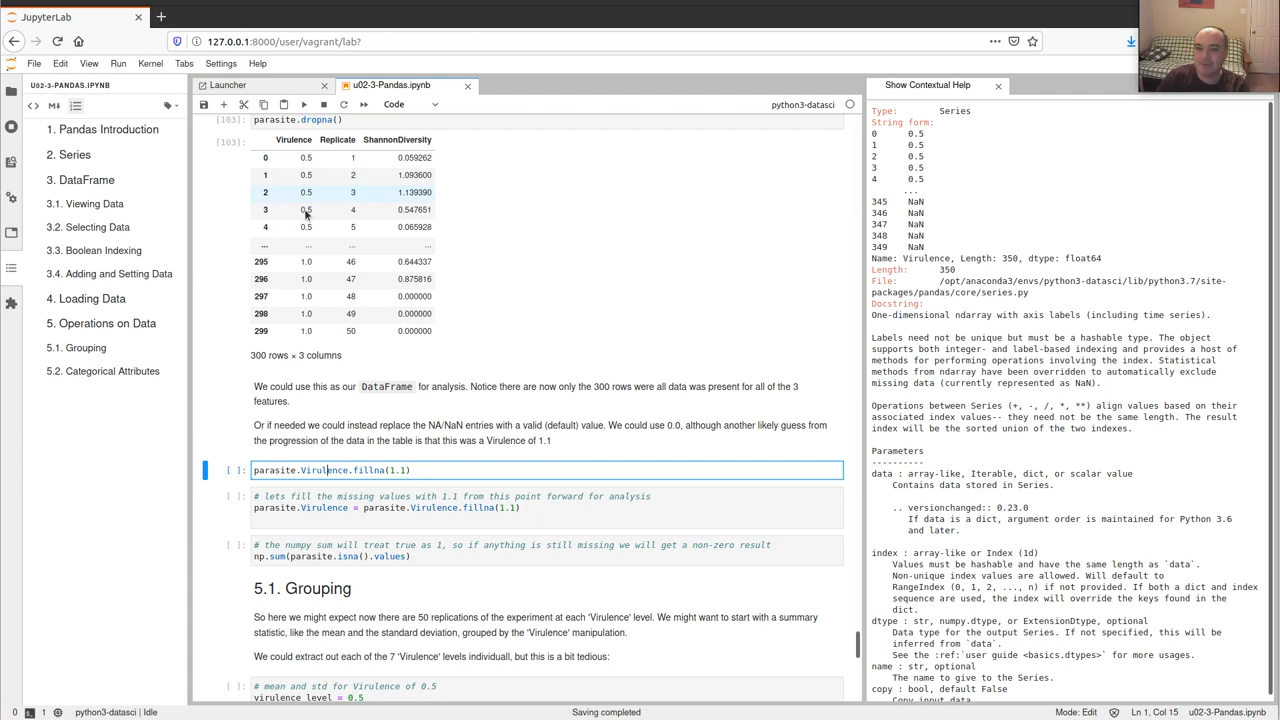 JupyterLab
127.0.0.1:8000/user/vagrant/lab?
File Edit View Run Kernel Tabs Settings Help
U02-3-PANDAS.IPYNB
1. Pandas Introduction
2. Series
3. DataFrame
3.1. Viewing Data
3.2. Selecting Data
3.3. Boolean Indexing
3.4. Adding and Setting Data
4. Loading Data
5. Operations on Data
5.1. Grouping
5.2. Categorical Attributes
Launcher
u02-3-Pandas.ipynb
Code
python3-datasci
[103]: parasite.dropna()
[103]: Virulence Replicate ShannonDiversity
0 0.5 1 0.059262
1 0.5 2 1.093600
2 0.5 3 1.139390
3 0.5 4 0.547651
4 0.5 5 0.065928
... ... ... ...
295 1.0 46 0.644337
296 1.0 47 0.875816
297 1.0 48 0.000000
298 1.0 49 0.000000
299 1.0 50 0.000000
300 rows × 3 columns
We could use this as our DataFrame for analysis. Notice there are now only the 300 rows were all data was present for all of the 3
features.
Or if needed we could instead replace the NA/NaN entries with a valid (default) value. We could use 0.0, although another likely guess from
the progression of the data in the table is that this was a Virulence of 1.1
[ ]: parasite.Virulence.fillna(1.1)
[ ]: # lets fill the missing values with 1.1 from this point forward for analysis
parasite.Virulence = parasite.Virulence.fillna(1.1)
[ ]: # the numpy sum will treat true as 1, so if anything is still missing we will get a non-zero result
np.sum(parasite.isna().values)
5.1. Grouping
So here we might expect now there are 50 replications of the experiment at each 'Virulence' level. We might want to start with a summary
statistic, like the mean and the standard deviation, grouped by the 'Virulence' manipulation.
We could extract out each of the 7 'Virulence' levels individuall, but this is a bit tedious:
[ ]: # mean and std for Virulence of 0.5
virulence_level = 0.5
Show Contextual Help
Type: Series
String form:
0 0.5
1 0.5
2 0.5
3 0.5
4 0.5
...
345 NaN
346 NaN
347 NaN
348 NaN
349 NaN
Name: Virulence, Length: 350, dtype: float64
Length: 350
File: /opt/anaconda3/envs/python3-datasci/lib/python3.7/site-
packages/pandas/core/series.py
Docstring:
One-dimensional ndarray with axis labels (including time series).
Labels need not be unique but must be a hashable type. The object
supports both integer- and label-based indexing and provides a host of
methods for performing operations involving the index. Statistical
methods from ndarray have been overridden to automatically exclude
missing data (currently represented as NaN).
Operations between Series (+, -, /, *, **) align values based on their
associated index values-- they need not be the same length. The result
index will be the sorted union of the two indexes.
Parameters
----------
data : array-like, Iterable, dict, or scalar value
Contains data stored in Series.
.. versionchanged:: 0.23.0
If data is a dict, argument order is maintained for Python 3.6
and later.
index : array-like or Index (1d)
Values must be hashable and have the same length as `data`.
Non-unique index values are allowed. Will default to
RangeIndex (0, 1, 2, ..., n) if not provided. If both a dict and index
sequence are used, the index will override the keys found in the
dict.
dtype : str, numpy.dtype, or ExtensionDtype, optional
Data type for the output Series. If not specified, this will be
inferred from `data`.
See the :ref:`user guide <basics.dtypes>` for more usages.
name : str, optional
The name to give to the Series.
copy : bool, default False
Copy input data.
0 1 python3-datasci | Idle Saving completed Mode: Edit Ln 1, Col 15 u02-3-Pandas.ipynb